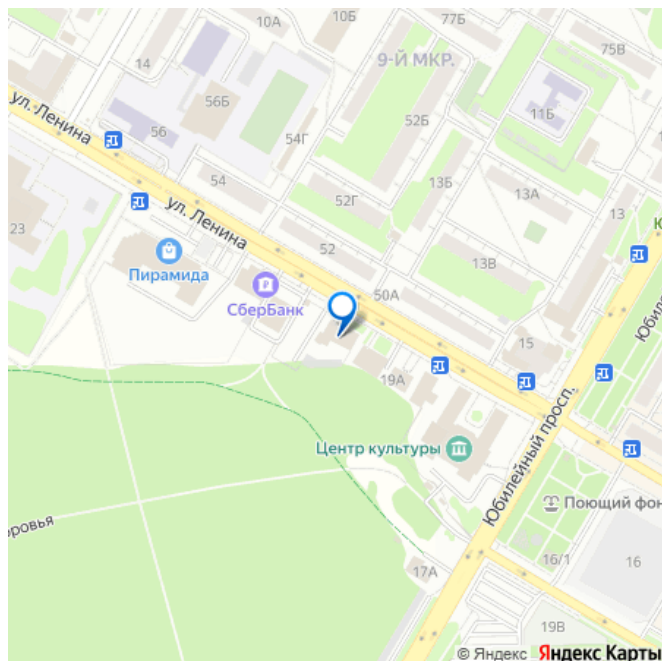 10А
10Б
77Б
14
9-Й МКР.
75В
56Б
ул. Ленина
56
54Г
52Б
11Б
54
13Б
52Г
13А
ул. Ленина
13
23
52
К
Пирамида
13В
СберБанк
50А
Юбилей
15
19А
Юбилейный просп.
Центр культуры
Поющий фон
оровья
16/1
16
17А
19В
© Яндекс Яндекс Карты